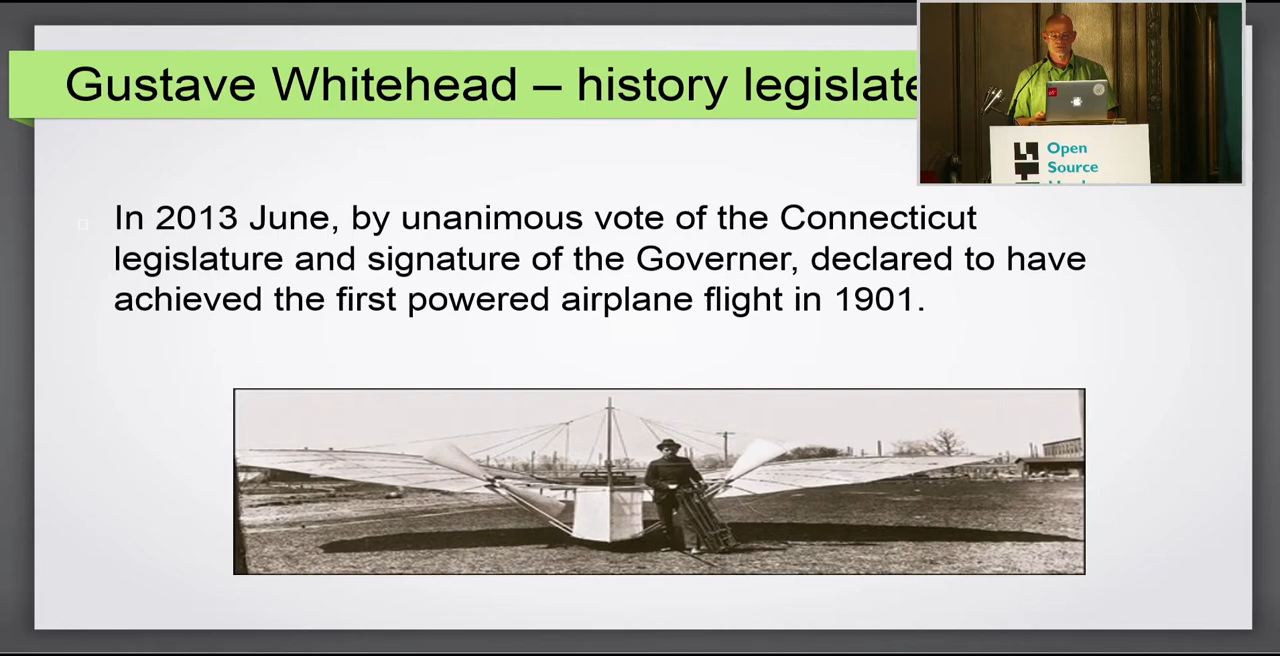 Gustave Whitehead – history legislate
In 2013 June, by unanimous vote of the Connecticut
legislature and signature of the Governer, declared to have
achieved the first powered airplane flight in 1901.
Open
Source